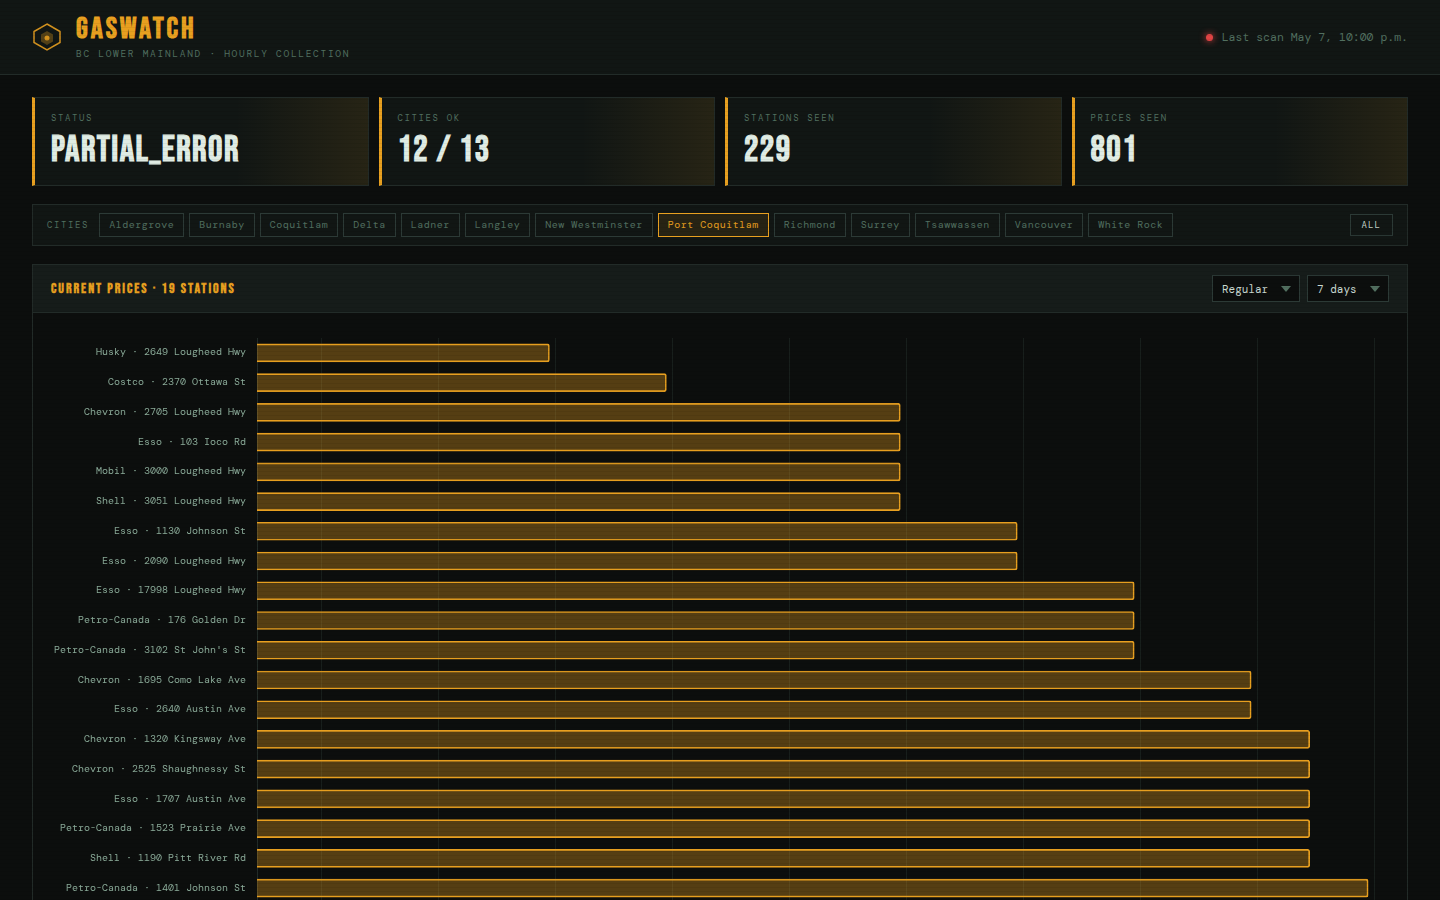 GASWATCH
BC LOWER MAINLAND · HOURLY COLLECTION
Last scan May 7, 10:00 p.m.
STATUS
PARTIAL_ERROR
CITIES OK
12 / 13
STATIONS SEEN
229
PRICES SEEN
801
CITIES Aldergrove Burnaby Coquitlam Delta Ladner Langley New Westminster Port Coquitlam Richmond Surrey Tsawwassen Vancouver White Rock ALL
CURRENT PRICES · 19 STATIONS
Regular 7 days
Husky · 2649 Lougheed Hwy
Costco · 2370 Ottawa St
Chevron · 2705 Lougheed Hwy
Esso · 103 Ioco Rd
Mobil · 3000 Lougheed Hwy
Shell · 3051 Lougheed Hwy
Esso · 1130 Johnson St
Esso · 2090 Lougheed Hwy
Esso · 17998 Lougheed Hwy
Petro-Canada · 176 Golden Dr
Petro-Canada · 3102 St John's St
Chevron · 1695 Como Lake Ave
Esso · 2640 Austin Ave
Chevron · 1320 Kingsway Ave
Chevron · 2525 Shaughnessy St
Esso · 1707 Austin Ave
Petro-Canada · 1523 Prairie Ave
Shell · 1190 Pitt River Rd
Petro-Canada · 1401 Johnson St